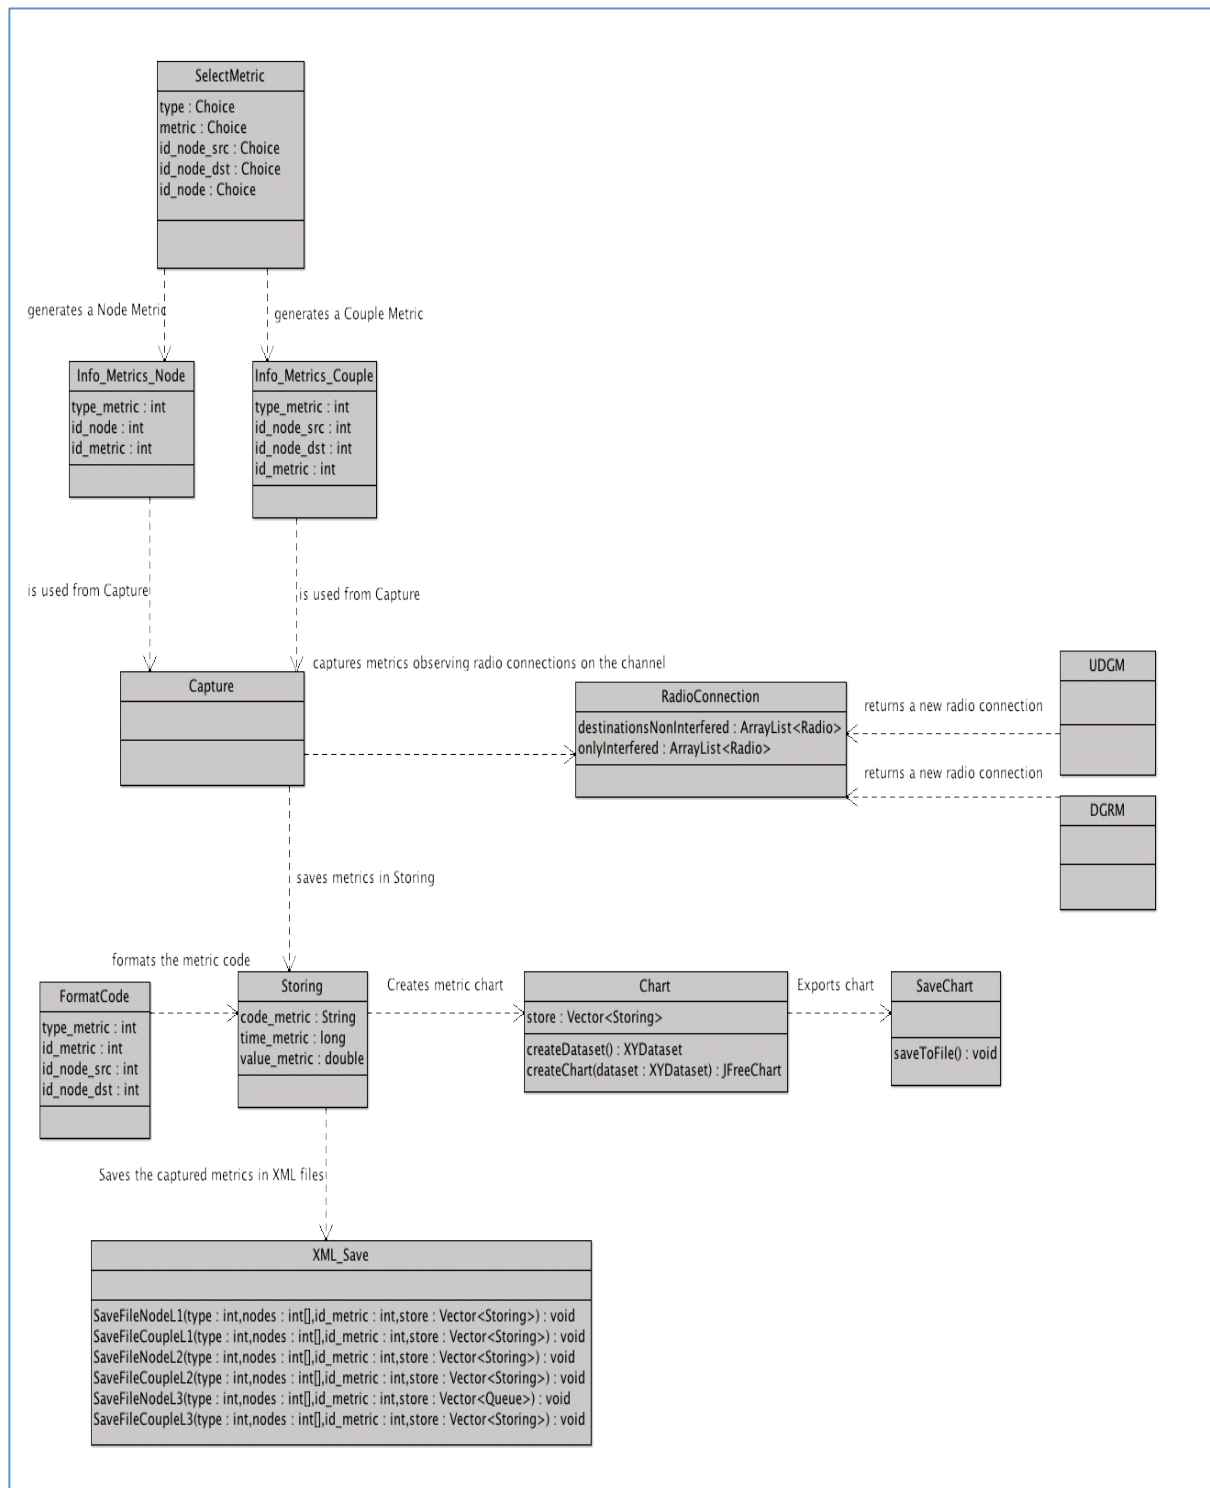 SelectMetric
type : Choice
metric : Choice
id_node_src : Choice
id_node_dst : Choice
id_node : Choice
generates a Node Metric
generates a Couple Metric
Info_Metrics_Node
type_metric : int
id_node : int
id_metric : int
Info_Metrics_Couple
type_metric : int
id_node_src : int
id_node_dst : int
id_metric : int
is used from Capture
is used from Capture
captures metrics observing radio connections on the channel
Capture
RadioConnection
destinationsNonInterfered : ArrayList<Radio>
onlyInterfered : ArrayList<Radio>
returns a new radio connection
returns a new radio connection
UDGM
DGRM
saves metrics in Storing
formats the metric code
FormatCode
type_metric : int
id_metric : int
id_node_src : int
id_node_dst : int
Storing
code_metric : String
time_metric : long
value_metric : double
Creates metric chart
Chart
store : Vector<Storing>
createDataset() : XYDataset
createChart(dataset : XYDataset) : JFreeChart
Exports chart
SaveChart
saveToFile() : void
Saves the captured metrics in XML files
XML_Save
SaveFileNodeL1(type : int,nodes : int[],id_metric : int,store : Vector<Storing>) : void
SaveFileCoupleL1(type : int,nodes : int[],id_metric : int,store : Vector<Storing>) : void
SaveFileNodeL2(type : int,nodes : int[],id_metric : int,store : Vector<Storing>) : void
SaveFileCoupleL2(type : int,nodes : int[],id_metric : int,store : Vector<Storing>) : void
SaveFileNodeL3(type : int,nodes : int[],id_metric : int,store : Vector<Queue>) : void
SaveFileCoupleL3(type : int,nodes : int[],id_metric : int,store : Vector<Storing>) : void